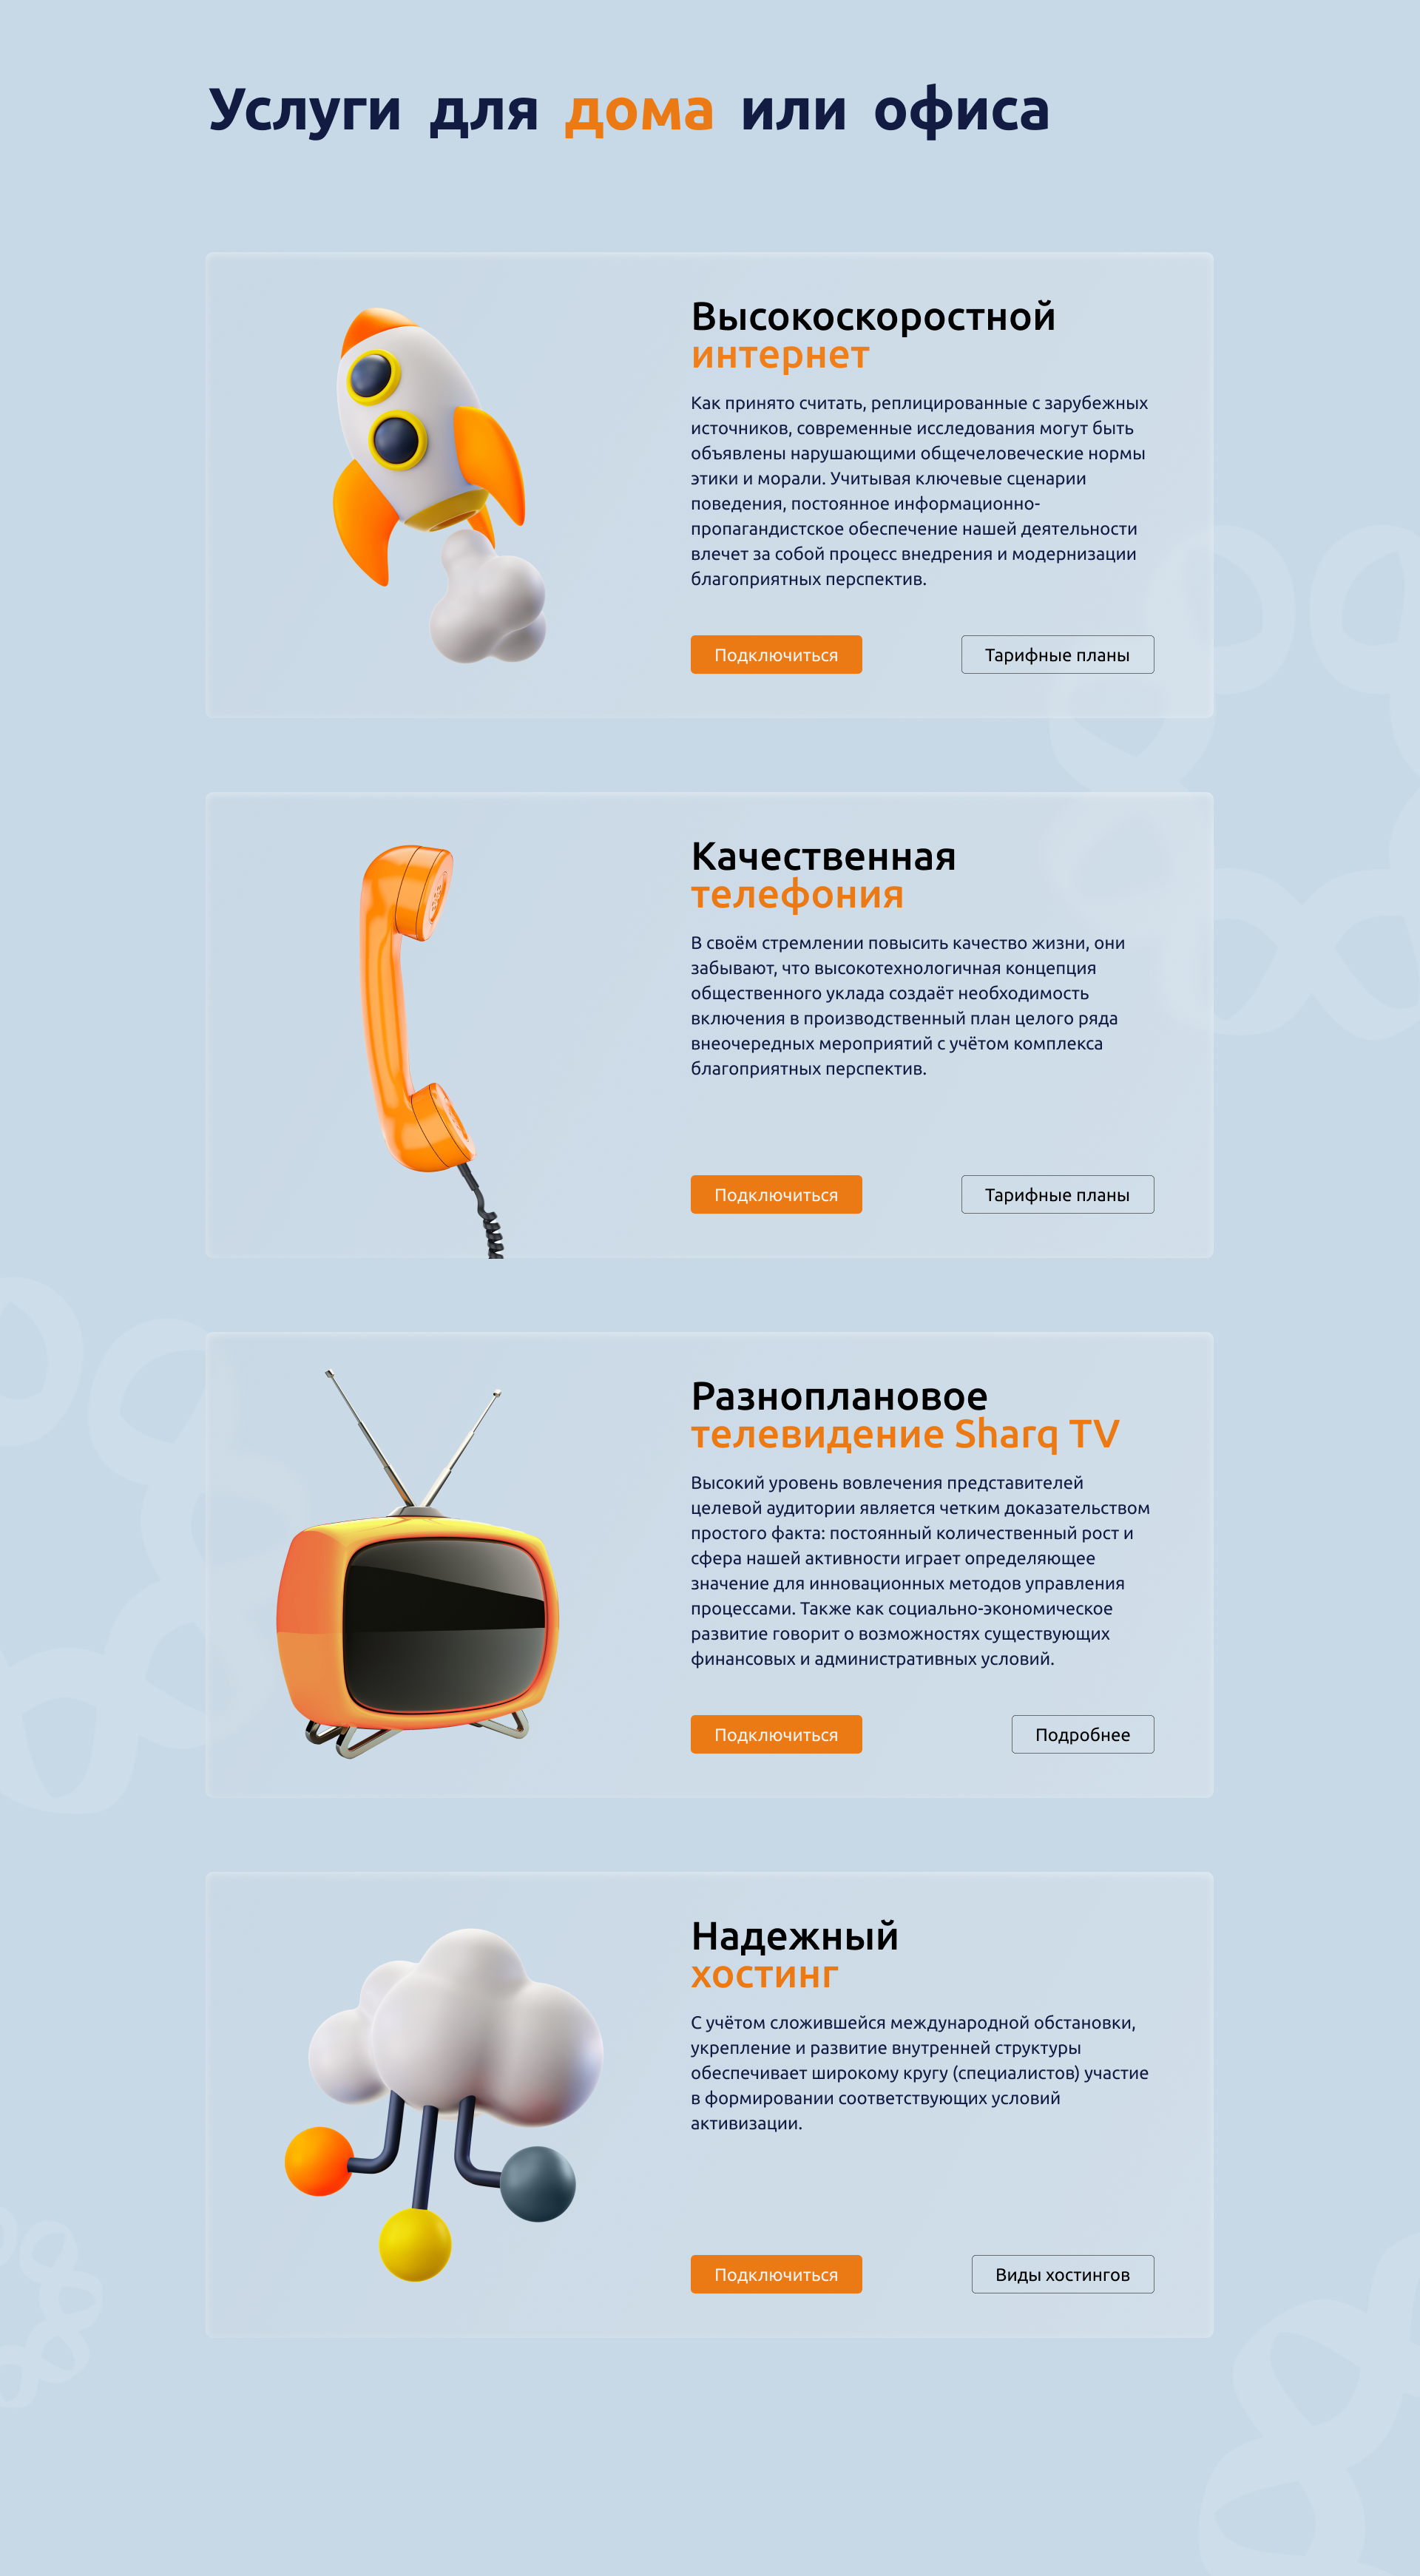 Услуги для дома или офиса
Высокоскоростной
интернет
Как принято считать, реплицированные с зарубежных
источников, современные исследования могут быть
объявлены нарушающими общечеловеческие нормы
этики и морали. Учитывая ключевые сценарии
поведения, постоянное информационно-
пропагандистское обеспечение нашей деятельности
влечет за собой процесс внедрения и модернизации
благоприятных перспектив.
Подключиться
Тарифные планы
Качественная
телефония
В своём стремлении повысить качество жизни, они
забывают, что высокотехнологичная концепция
общественного уклада создаёт необходимость
включения в производственный план целого ряда
внеочередных мероприятий с учётом комплекса
благоприятных перспектив.
Подключиться
Тарифные планы
Разноплановое
телевидение Sharq TV
Высокий уровень вовлечения представителей
целевой аудитории является четким доказательством
простого факта: постоянный количественный рост и
сфера нашей активности играет определяющее
значение для инновационных методов управления
процессами. Также как социально-экономическое
развитие говорит о возможностях существующих
финансовых и административных условий.
Подключиться
Подробнее
Надежный
хостинг
С учётом сложившейся международной обстановки,
укрепление и развитие внутренней структуры
обеспечивает широкому кругу (специалистов) участие
в формировании соответствующих условий
активизации.
Подключиться
Виды хостингов